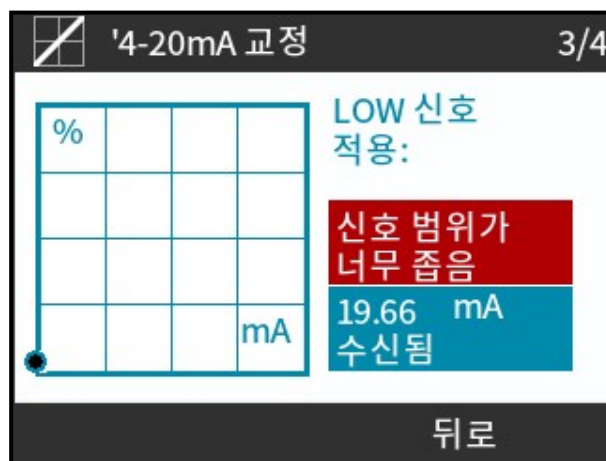 '4-20mA 교정 3/4
%
LOW 신호
적용:
신호 범위가
너무 좁음
19.66 mA
수신됨
mA
뒤로